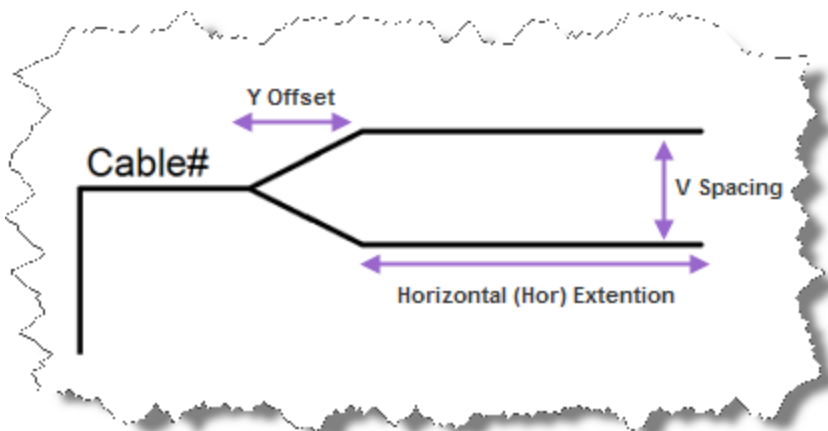 Y Offset
Cable#
V Spacing
Horizontal (Hor) Extention